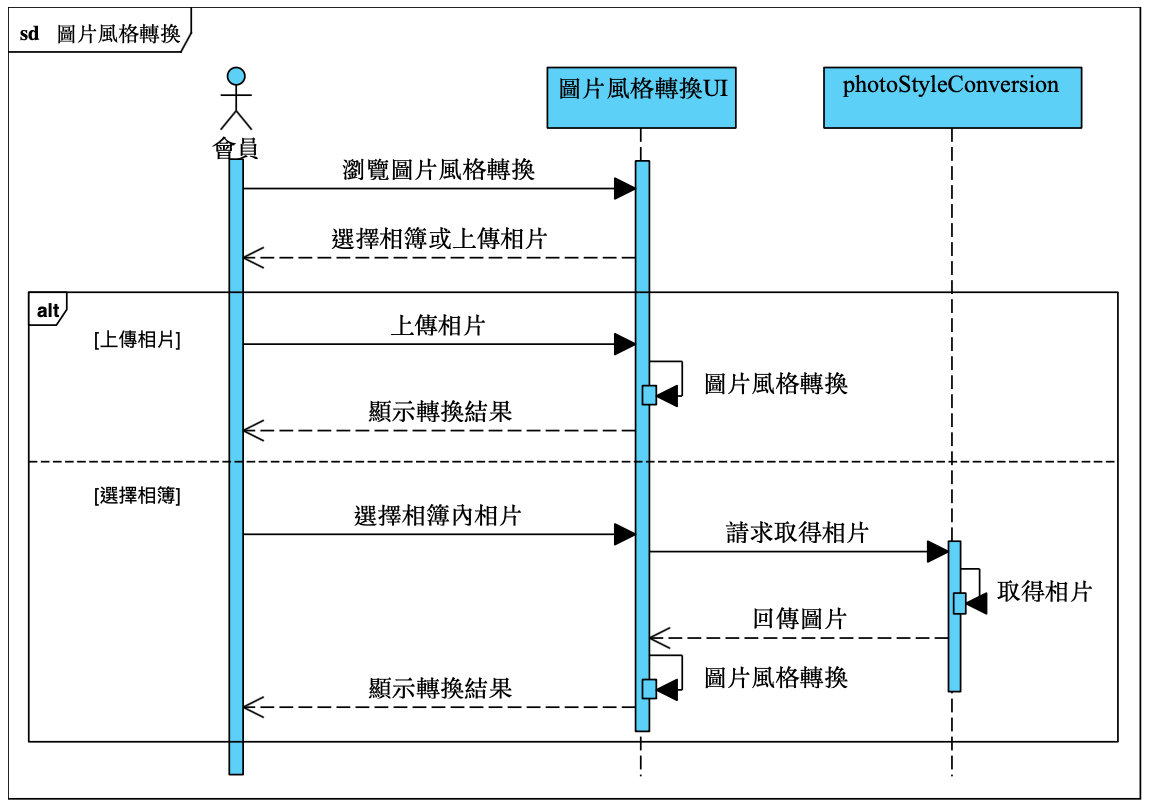 sd 圖片風格轉換
會員
圖片風格轉換UI
photoStyleConversion
瀏覽圖片風格轉換
選擇相簿或上傳相片
alt
[上傳相片]
上傳相片
圖片風格轉換
顯示轉換結果
[選擇相簿]
選擇相簿內相片
請求取得相片
取得相片
回傳圖片
圖片風格轉換
顯示轉換結果